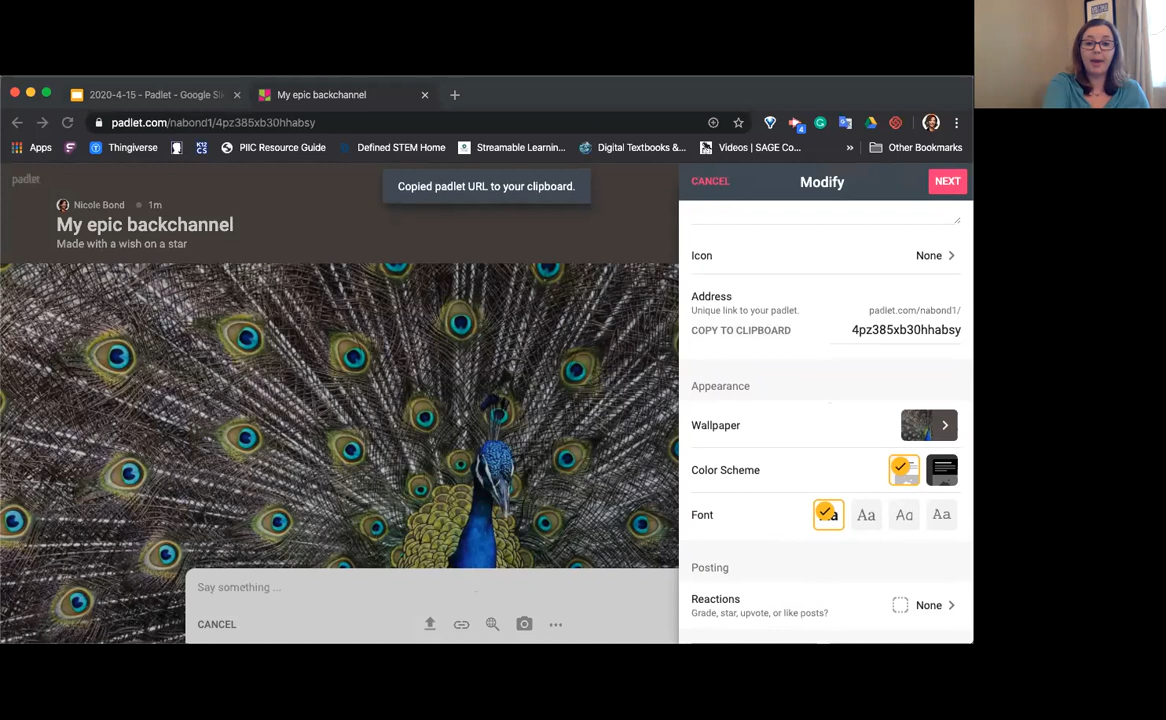 2020-4-15 - Padlet - Google Sli
My epic backchannel
padlet.com/nabond1/4pz385xb30hhabsy
4
Apps
Thingiverse
K12
CS
PIIC Resource Guide
Defined STEM Home
Streamable Learnin...
Digital Textbooks &...
Videos | SAGE Co...
»
Other Bookmarks
padlet
Copied padlet URL to your clipboard.
CANCEL
Modify
NEXT
Nicole Bond
1m
My epic backchannel
Made with a wish on a star
Icon
None
Address
Unique link to your padlet.
padlet.com/nabond1/
COPY TO CLIPBOARD
4pz385xb30hhabsy
Appearance
Wallpaper
Color Scheme
Font
Aa
Aa
Aa
Posting
Reactions
Grade, star, upvote, or like posts?
None
Say something ...
CANCEL